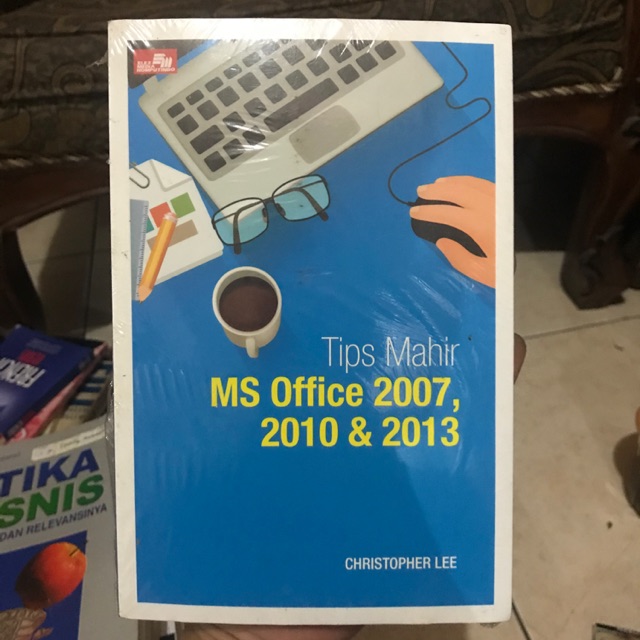 Tips Mahir
MS Office 2007,
2010 & 2013
CHRISTOPHER LEE
TIKA
SNIS
DAN RELEVANSINYA